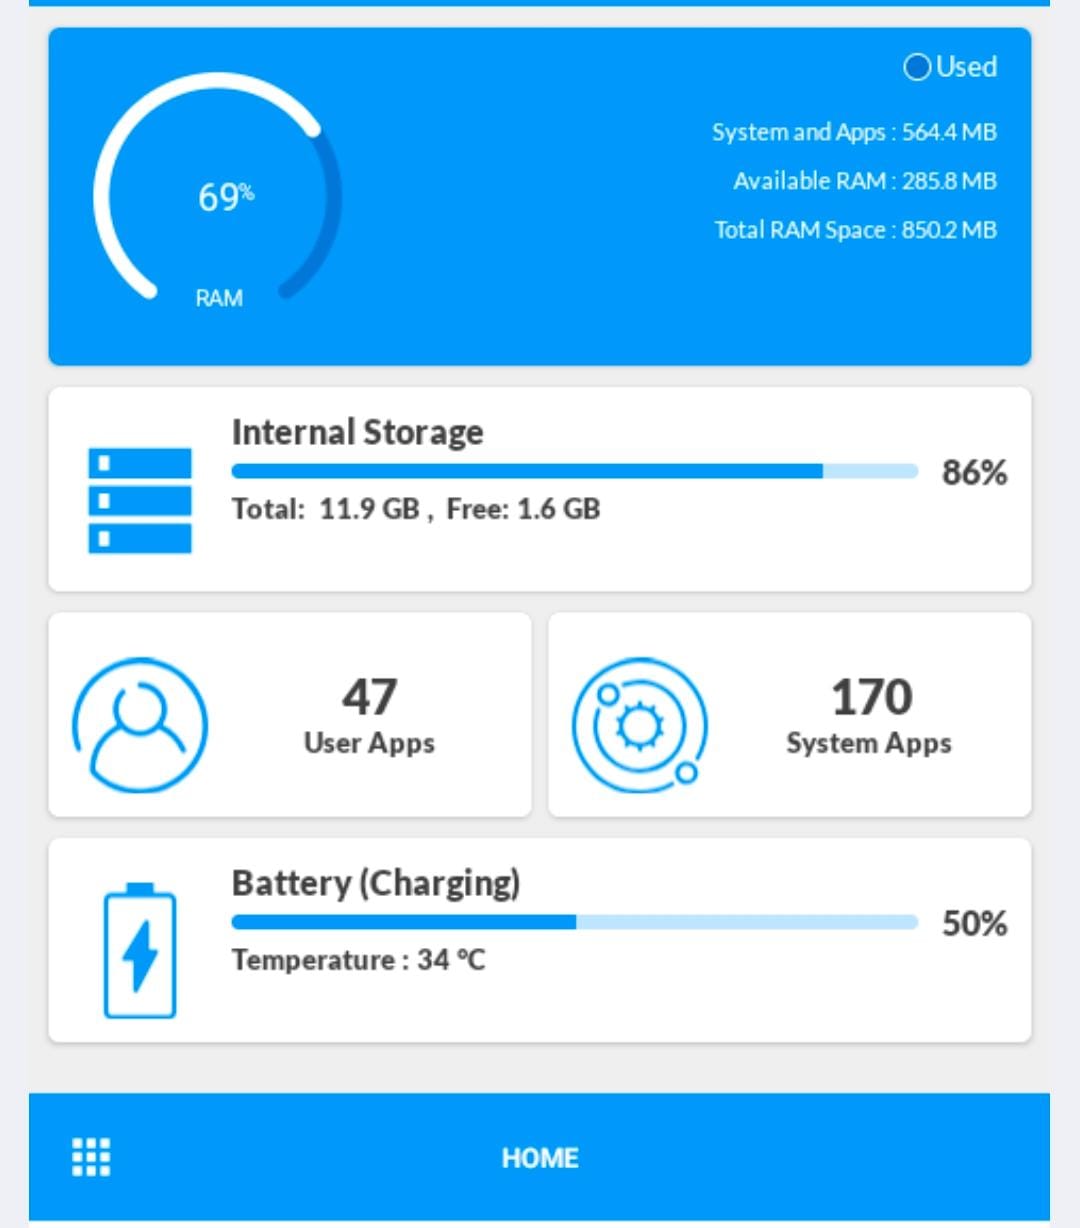 Used
69%
System and Apps : 564.4 MB
Available RAM : 285.8 MB
Total RAM Space : 850.2 MB
RAM
Internal Storage
86%
Total:  11.9 GB ,  Free: 1.6 GB
47
User Apps
170
System Apps
Battery (Charging)
50%
Temperature : 34 °C
HOME